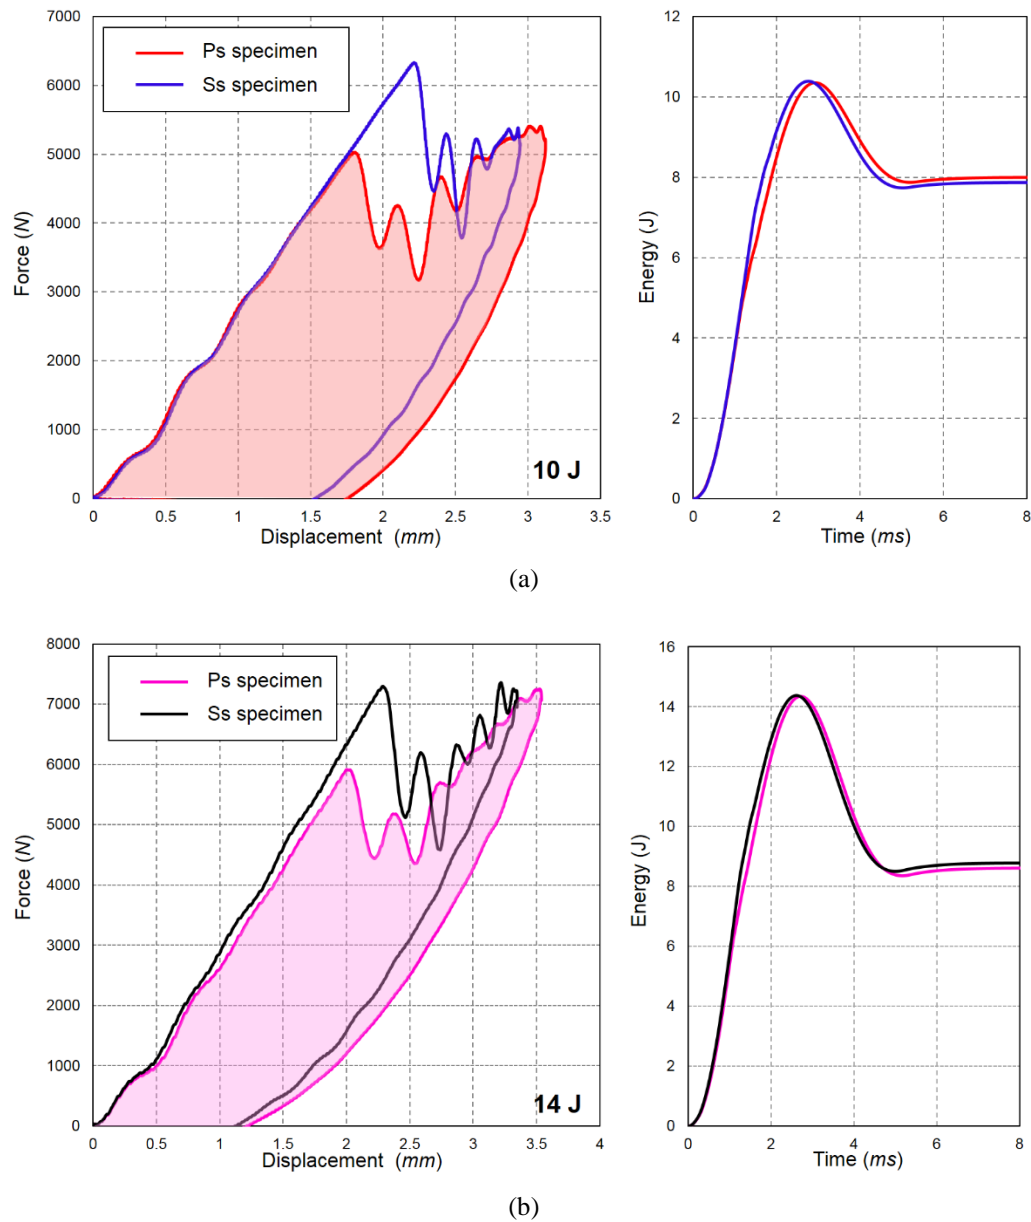 7000
6000
5000
4000
3000
2000
1000
0
Force (N)
Ps specimen
Ss specimen
10 J
0 0.5 1 1.5 2 2.5 3 3.5
Displacement (mm)
12
10
8
6
4
2
0
Energy (J)
0 2 4 6 8
Time (ms)
(a)
8000
7000
6000
5000
4000
3000
2000
1000
0
Force (N)
Ps specimen
Ss specimen
14 J
0 0.5 1 1.5 2 2.5 3 3.5 4
Displacement (mm)
16
14
12
10
8
6
4
2
0
Energy (J)
0 2 4 6 8
Time (ms)
(b)